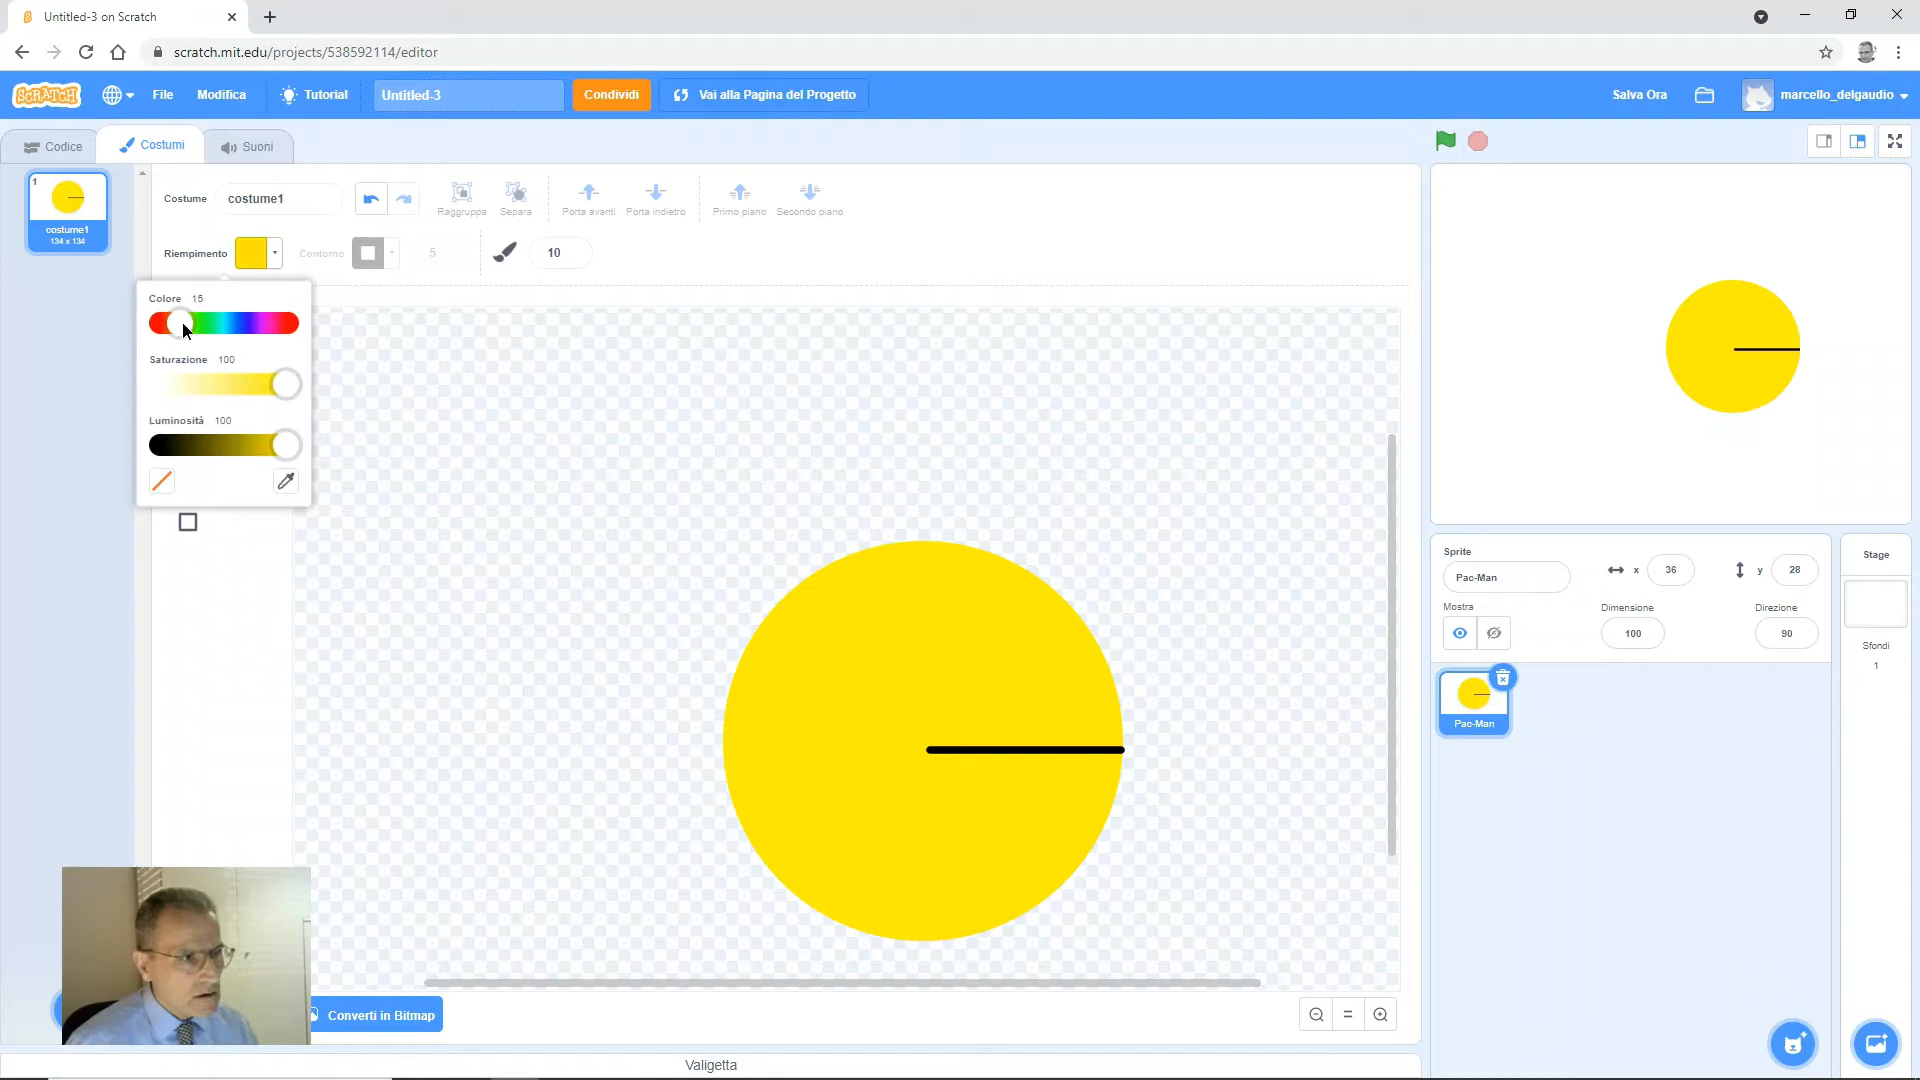 Untitled-3 on Scratch
scratch.mit.edu/projects/538592114/editor
SCRATCH
File
Modifica
Tutorial
Untitled-3
Condividi
Vai alla Pagina del Progetto
Salva Ora
marcello_delgaudio
Codice
Costumi
Suoni
1
costume1
134 x 134
Costume
costume1
Raggruppa
Separa
Porta avanti
Porta indietro
Primo piano
Secondo piano
Riempimento
Contorno
5
10
Colore 15
Saturazione 100
Luminosità 100
Converti in Bitmap
Valigetta
Sprite
Pac-Man
x
36
y
28
Mostra
Dimensione
100
Direzione
90
Pac-Man
Stage
Sfondi
1